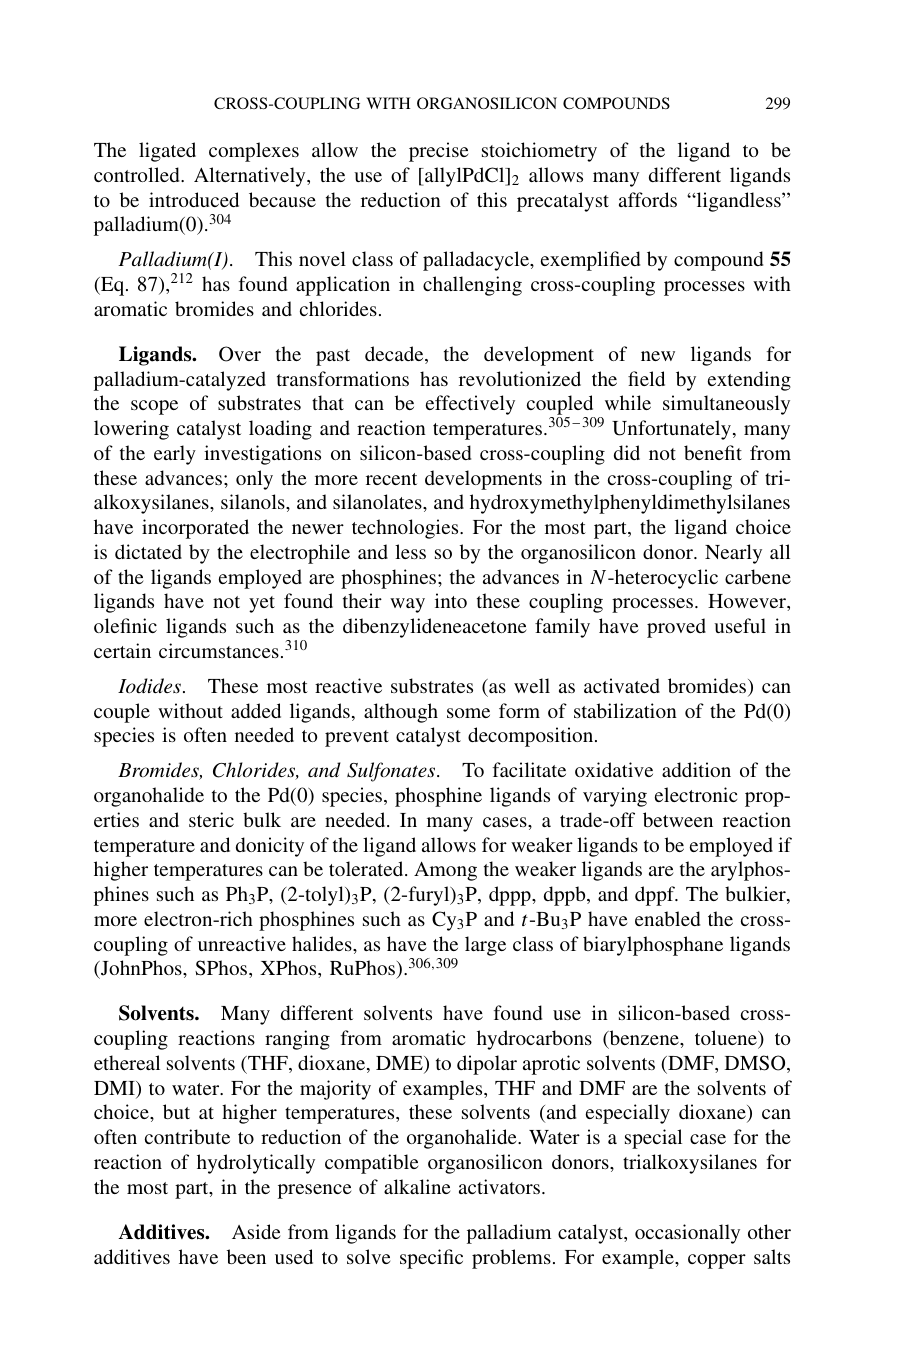 CROSS-COUPLING WITH ORGANOSILICON COMPOUNDS 299
The ligated complexes allow the precise stoichiometry of the ligand to be
controlled. Alternatively, the use of [allylPdCl]2 allows many different ligands
to be introduced because the reduction of this precatalyst affords “ligandless”
palladium(0).304
Palladium(I). This novel class of palladacycle, exemplified by compound 55
(Eq. 87),212 has found application in challenging cross-coupling processes with
aromatic bromides and chlorides.
Ligands. Over the past decade, the development of new ligands for
palladium-catalyzed transformations has revolutionized the field by extending
the scope of substrates that can be effectively coupled while simultaneously
lowering catalyst loading and reaction temperatures.305–309 Unfortunately, many
of the early investigations on silicon-based cross-coupling did not benefit from
these advances; only the more recent developments in the cross-coupling of tri-
alkoxysilanes, silanols, and silanolates, and hydroxymethylphenyldimethylsilanes
have incorporated the newer technologies. For the most part, the ligand choice
is dictated by the electrophile and less so by the organosilicon donor. Nearly all
of the ligands employed are phosphines; the advances in N-heterocyclic carbene
ligands have not yet found their way into these coupling processes. However,
olefinic ligands such as the dibenzylideneacetone family have proved useful in
certain circumstances.310
Iodides. These most reactive substrates (as well as activated bromides) can
couple without added ligands, although some form of stabilization of the Pd(0)
species is often needed to prevent catalyst decomposition.
Bromides, Chlorides, and Sulfonates. To facilitate oxidative addition of the
organohalide to the Pd(0) species, phosphine ligands of varying electronic prop-
erties and steric bulk are needed. In many cases, a trade-off between reaction
temperature and donicity of the ligand allows for weaker ligands to be employed if
higher temperatures can be tolerated. Among the weaker ligands are the arylphos-
phines such as Ph3P, (2-tolyl)3P, (2-furyl)3P, dppp, dppb, and dppf. The bulkier,
more electron-rich phosphines such as Cy3P and t-Bu3P have enabled the cross-
coupling of unreactive halides, as have the large class of biarylphosphane ligands
(JohnPhos, SPhos, XPhos, RuPhos).306,309
Solvents. Many different solvents have found use in silicon-based cross-
coupling reactions ranging from aromatic hydrocarbons (benzene, toluene) to
ethereal solvents (THF, dioxane, DME) to dipolar aprotic solvents (DMF, DMSO,
DMI) to water. For the majority of examples, THF and DMF are the solvents of
choice, but at higher temperatures, these solvents (and especially dioxane) can
often contribute to reduction of the organohalide. Water is a special case for the
reaction of hydrolytically compatible organosilicon donors, trialkoxysilanes for
the most part, in the presence of alkaline activators.
Additives. Aside from ligands for the palladium catalyst, occasionally other
additives have been used to solve specific problems. For example, copper salts